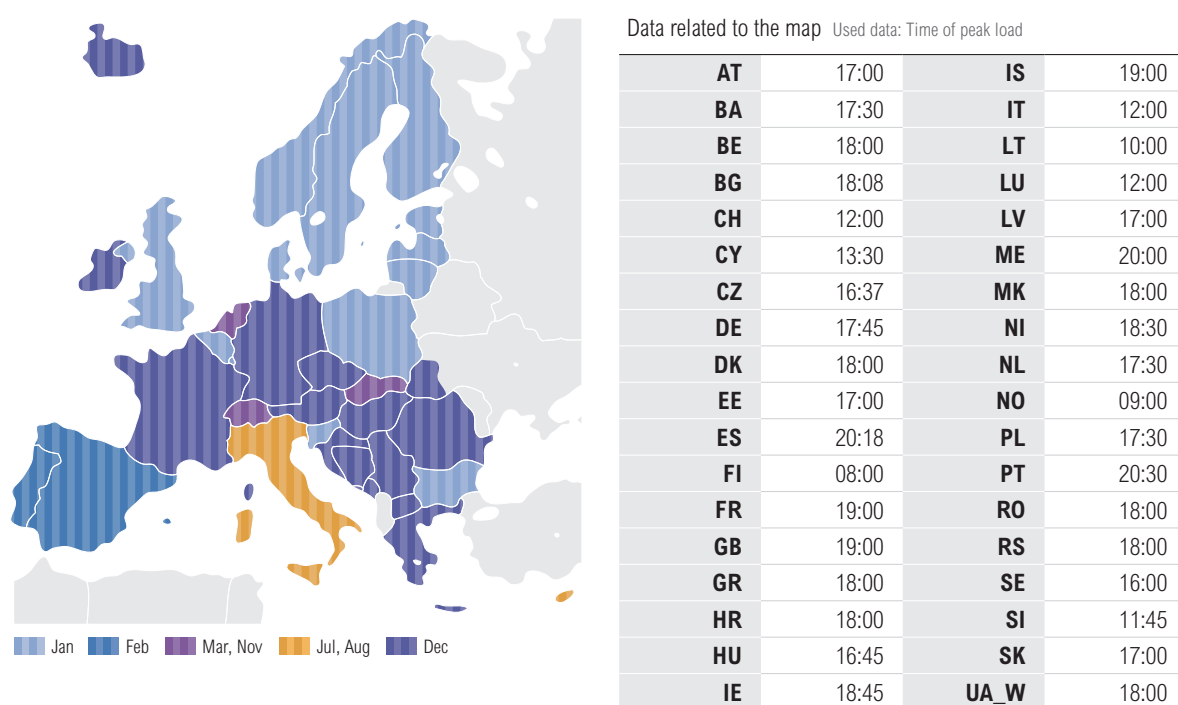 Data related to the map Used data: Time of peak load
AT 17:00 IS 19:00
BA 17:30 IT 12:00
BE 18:00 LT 10:00
BG 18:08 LU 12:00
CH 12:00 LV 17:00
CY 13:30 ME 20:00
CZ 16:37 MK 18:00
DE 17:45 NI 18:30
DK 18:00 NL 17:30
EE 17:00 NO 09:00
ES 20:18 PL 17:30
FI 08:00 PT 20:30
FR 19:00 RO 18:00
GB 19:00 RS 18:00
GR 18:00 SE 16:00
HR 18:00 SI 11:45
HU 16:45 SK 17:00
IE 18:45 UA_W 18:00
Jan Feb Mar, Nov Jul, Aug Dec